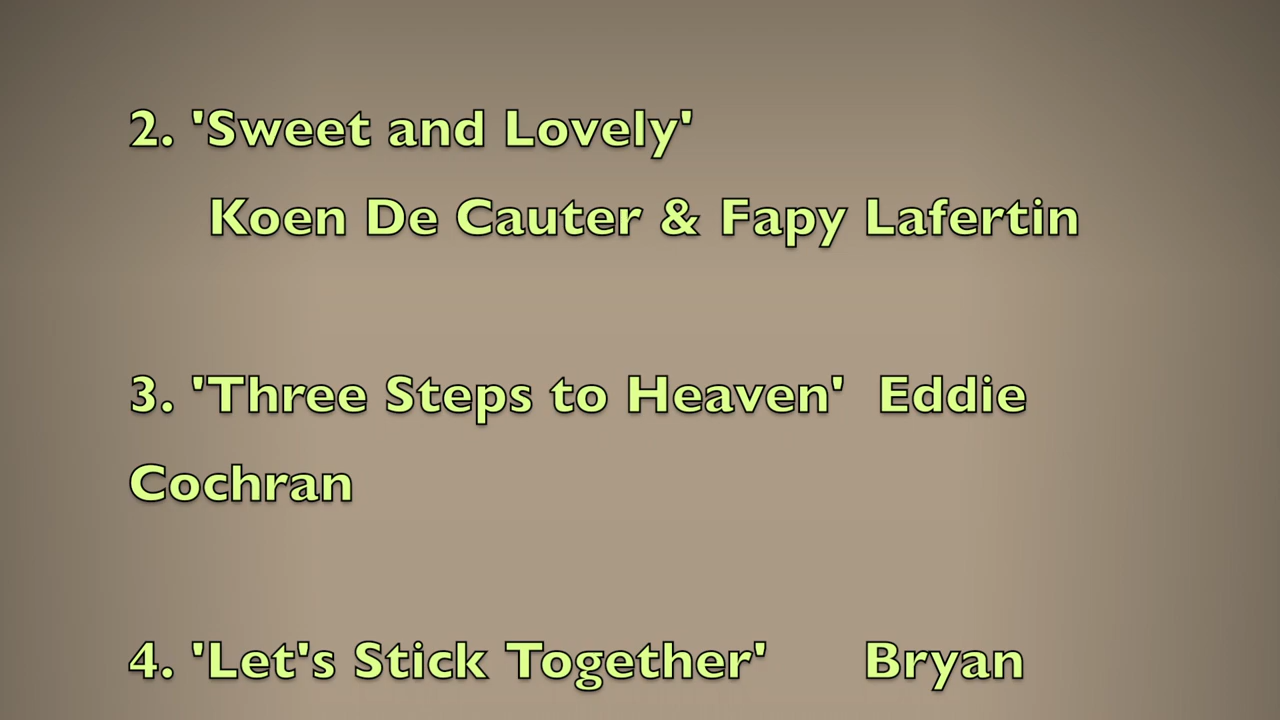 2. 'Sweet and Lovely'
Koen De Cauter & Fapy Lafertin
3. 'Three Steps to Heaven' Eddie
Cochran
4. 'Let's Stick Together' Bryan